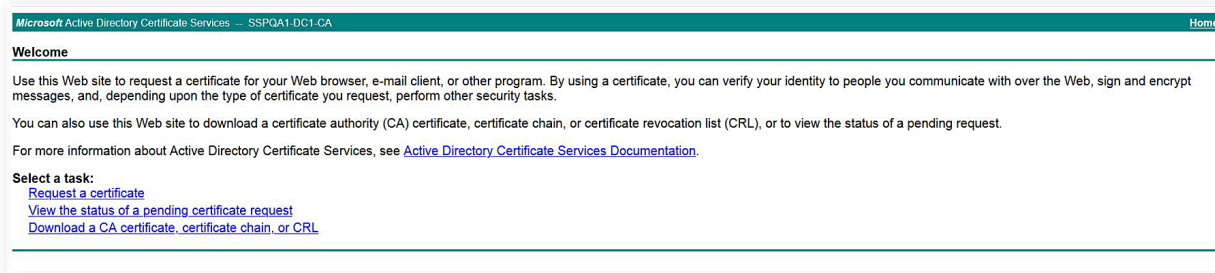 Microsoft Active Directory Certificate Services -- SSPQA1-DC1-CA Home
Welcome
Use this Web site to request a certificate for your Web browser, e-mail client, or other program. By using a certificate, you can verify your identity to people you communicate with over the Web, sign and encrypt
messages, and, depending upon the type of certificate you request, perform other security tasks.
You can also use this Web site to download a certificate authority (CA) certificate, certificate chain, or certificate revocation list (CRL), or to view the status of a pending request.
For more information about Active Directory Certificate Services, see Active Directory Certificate Services Documentation.
Select a task:
Request a certificate
View the status of a pending certificate request
Download a CA certificate, certificate chain, or CRL